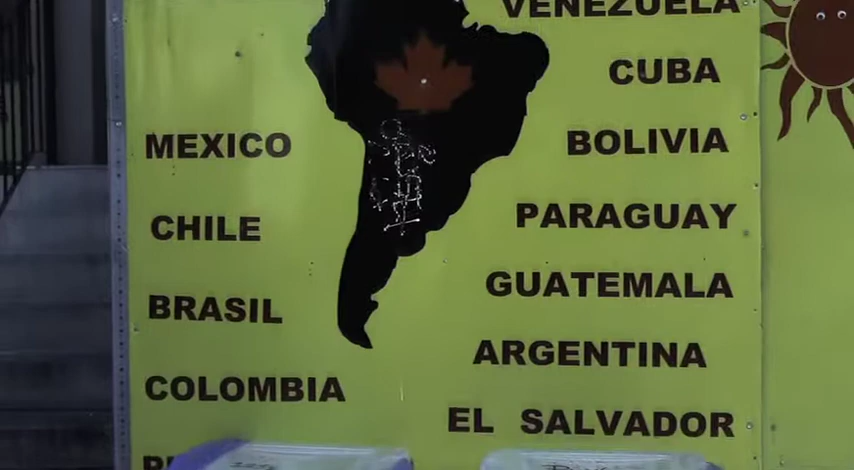 VENEZUELA
CUBA
MEXICO
BOLIVIA
CHILE
PARAGUAY
BRASIL
GUATEMALA
ARGENTINA
COLOMBIA
EL SALVADOR